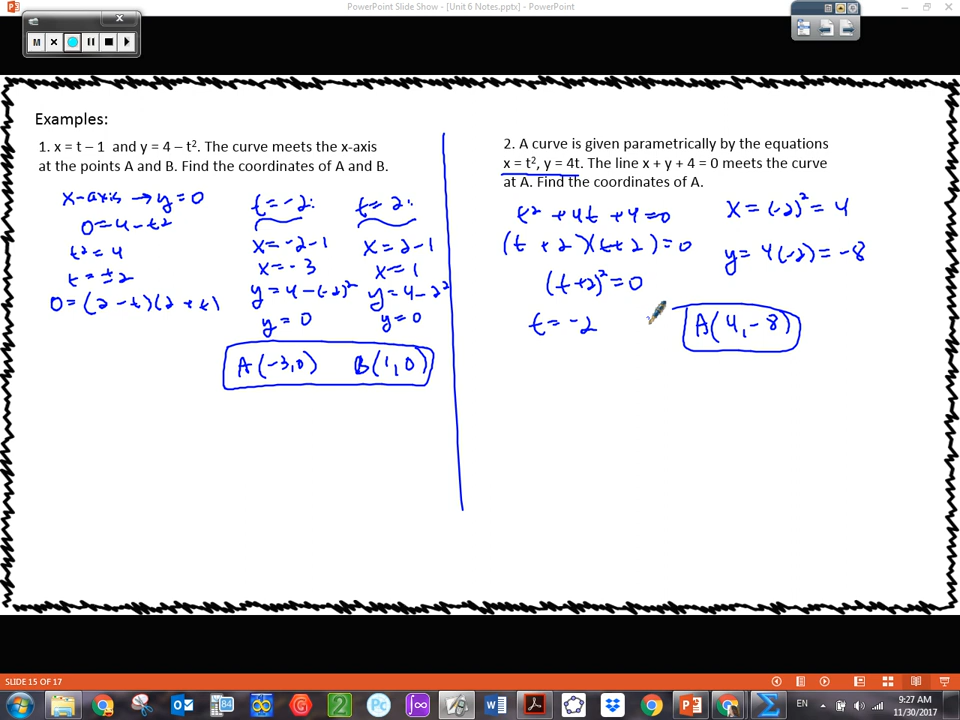 PowerPoint Slide Show - [Unit 6 Notes.pptx] - PowerPoint
M
Examples:
1. x = t – 1 and y = 4 – t². The curve meets the x-axis
at the points A and B. Find the coordinates of A and B.
x-axis → y = 0
0 = 4 - t²
t² = 4
t = ± 2
0 = (2 - t)(2 + t)
t = -2:
x = -2 - 1
x = -3
y = 4 - (-2)²
y = 0
t = 2:
x = 2 - 1
x = 1
y = 4 - 2²
y = 0
A(-3,0) B(1,0)
2. A curve is given parametrically by the equations
x = t², y = 4t. The line x + y + 4 = 0 meets the curve
at A. Find the coordinates of A.
t² + 4t + 4 = 0
(t + 2)(t + 2) = 0
(t + 2)² = 0
t = -2
x = (-2)² = 4
y = 4(-2) = -8
A(4, -8)
SLIDE 15 OF 17
84
2
Pc
EN
9:27 AM
11/30/2017